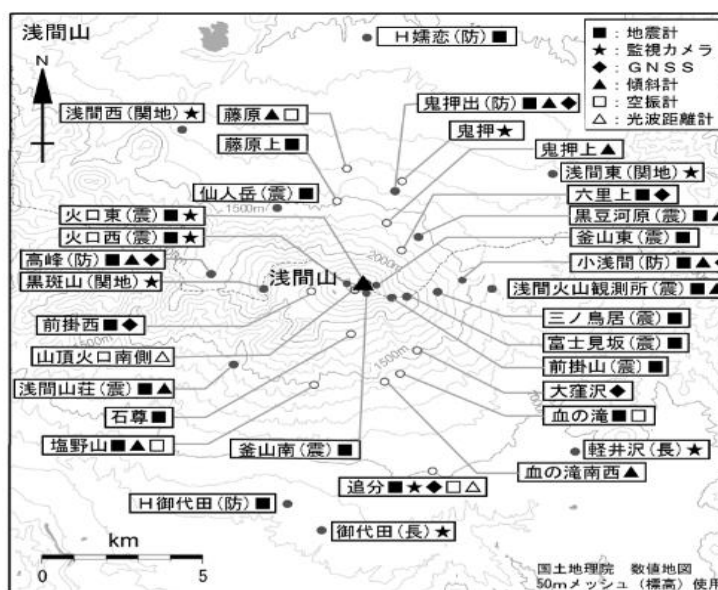 浅間山
N
■：地震計
★：監視カメラ
◆：GNSS
▲：傾斜計
□：空振計
△：光波距離計
H嬬恋(防)■
鬼押出(防)■▲◆
浅間西(関地)★
藤原▲□
鬼押★
藤原上■
鬼押上▲
浅間東(関地)★
仙人岳(震)■
六里上■◆
1500m
火口東(震)■★
黒豆河原(震)■▲
火口西(震)■★
2000m
釜山東(震)■
高峰(防)■▲◆
浅間山
小浅間(防)■▲
黒斑山(関地)★
浅間火山観測所(震)■▲
前掛西■◆
三ノ鳥居(震)■
山頂火口南側△
富士見坂(震)■
1500m
前掛山(震)■
浅間山荘(震)■▲
大窪沢◆
石尊■
血の滝■□
塩野山■▲□
釜山南(震)■
軽井沢(長)★
血の滝南西▲
追分■★◆□△
H御代田(防)■
御代田(長)★
km
0 5
国土地理院 数値地図
50mメッシュ（標高）使用